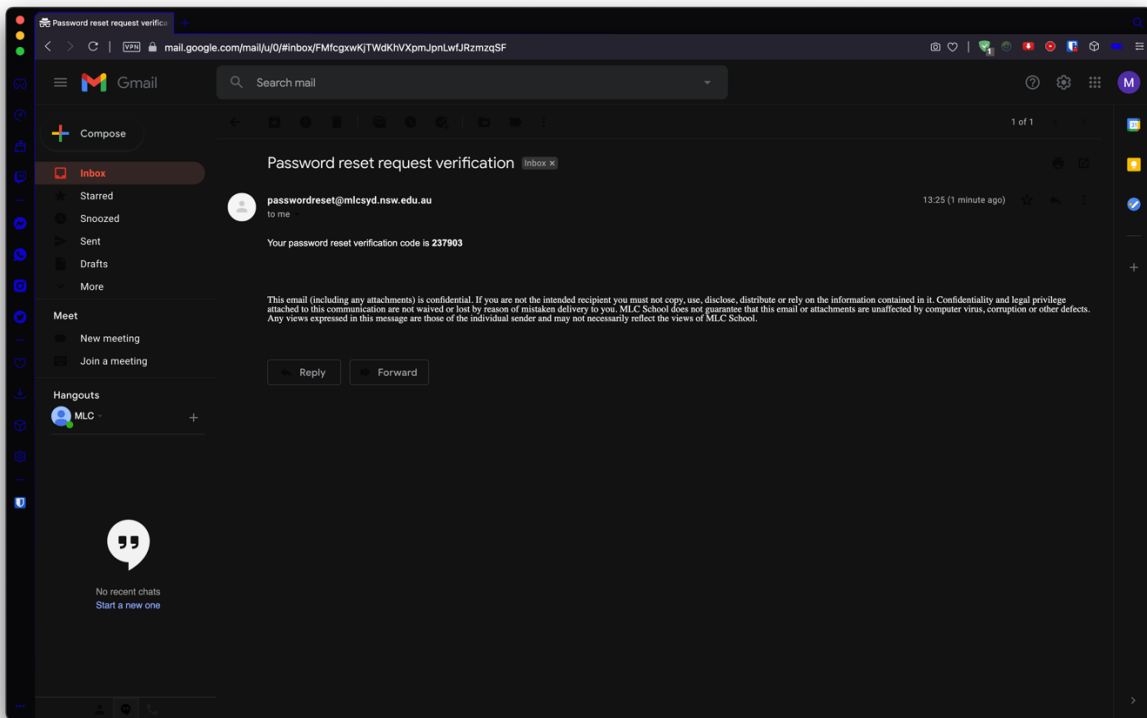 Password reset request verifica
VPN
mail.google.com/mail/u/0/#inbox/FMfcgxwKjTWdKhVXpmJpnLwfJRzmzqSF
1
Gmail
Search mail
M
Compose
1 of 1
Inbox
Starred
Snoozed
Sent
Drafts
More
Meet
New meeting
Join a meeting
Hangouts
MLC
No recent chats
Start a new one
Password reset request verification Inbox x
passwordreset@mlcsyd.nsw.edu.au
13:25 (1 minute ago)
to me
Your password reset verification code is 237903
This email (including any attachments) is confidential. If you are not the intended recipient you must not copy, use, disclose, distribute or rely on the information contained in it. Confidentiality and legal privilege
attached to this communication are not waived or lost by reason of mistaken delivery to you. MLC School does not guarantee that this email or attachments are unaffected by computer virus, corruption or other defects.
Any views expressed in this message are those of the individual sender and may not necessarily reflect the views of MLC School.
Reply
Forward